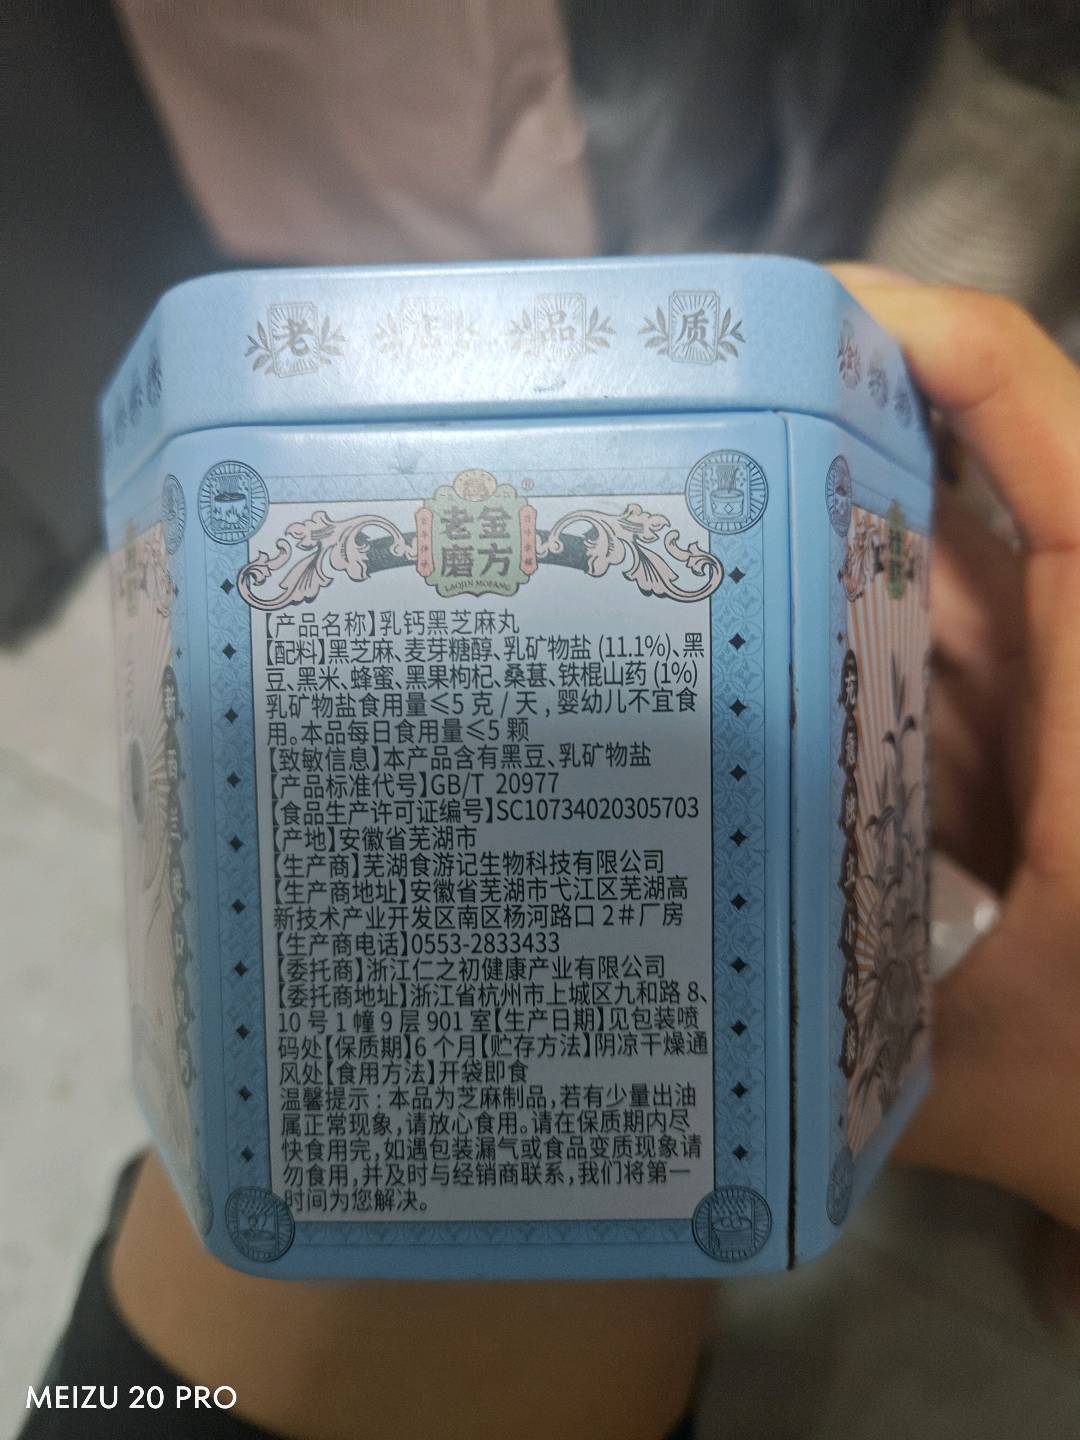 老 店 品 质
老金
磨方
LAOJIN MOFANG
【产品名称】乳钙黑芝麻丸
【配料】黑芝麻、麦芽糖醇、乳矿物盐 (11.1%)、黑
豆、黑米、蜂蜜、黑果枸杞、桑葚、铁棍山药 (1%)
乳矿物盐食用量≤5 克 / 天 , 婴幼儿不宜食
用。本品每日食用量≤5 颗
【致敏信息】本产品含有黑豆、乳矿物盐
【产品标准代号】GB/T 20977
【食品生产许可证编号】SC10734020305703
【产地】安徽省芜湖市
【生产商】芜湖食游记生物科技有限公司
【生产商地址】安徽省芜湖市弋江区芜湖高
新技术产业开发区南区杨河路口 2#厂房
【生产商电话】0553-2833433
【委托商】浙江仁之初健康产业有限公司
【委托商地址】浙江省杭州市上城区九和路 8、
10 号 1 幢 9 层 901 室【生产日期】见包装喷
码处【保质期】6 个月【贮存方法】阴凉干燥通
风处【食用方法】开袋即食
温馨提示 : 本品为芝麻制品,若有少量出油
属正常现象,请放心食用。请在保质期内尽
快食用完,如遇包装漏气或食品变质现象请
勿食用,并及时与经销商联系,我们将第一
时间为您解决。
MEIZU 20 PRO